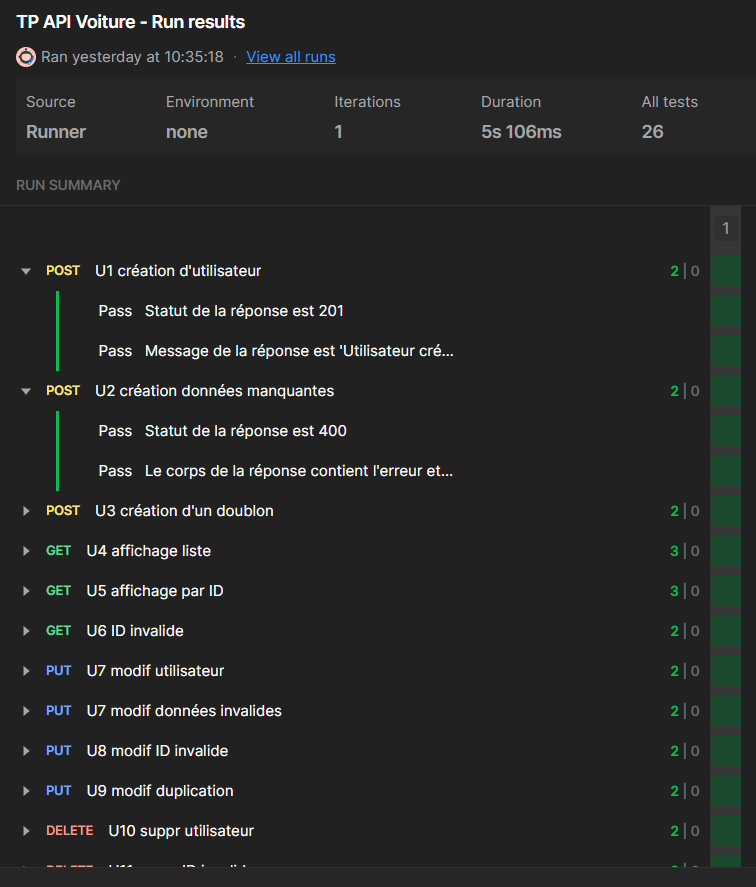 TP API Voiture - Run results
Ran yesterday at 10:35:18 · View all runs
Source Environment Iterations Duration All tests
Runner none 1 5s 106ms 26
RUN SUMMARY
1
POST U1 création d'utilisateur 2 | 0
Pass Statut de la réponse est 201
Pass Message de la réponse est 'Utilisateur cré...
POST U2 création données manquantes 2 | 0
Pass Statut de la réponse est 400
Pass Le corps de la réponse contient l'erreur et...
POST U3 création d'un doublon 2 | 0
GET U4 affichage liste 3 | 0
GET U5 affichage par ID 3 | 0
GET U6 ID invalide 2 | 0
PUT U7 modif utilisateur 2 | 0
PUT U7 modif données invalides 2 | 0
PUT U8 modif ID invalide 2 | 0
PUT U9 modif duplication 2 | 0
DELETE U10 suppr utilisateur 2 | 0